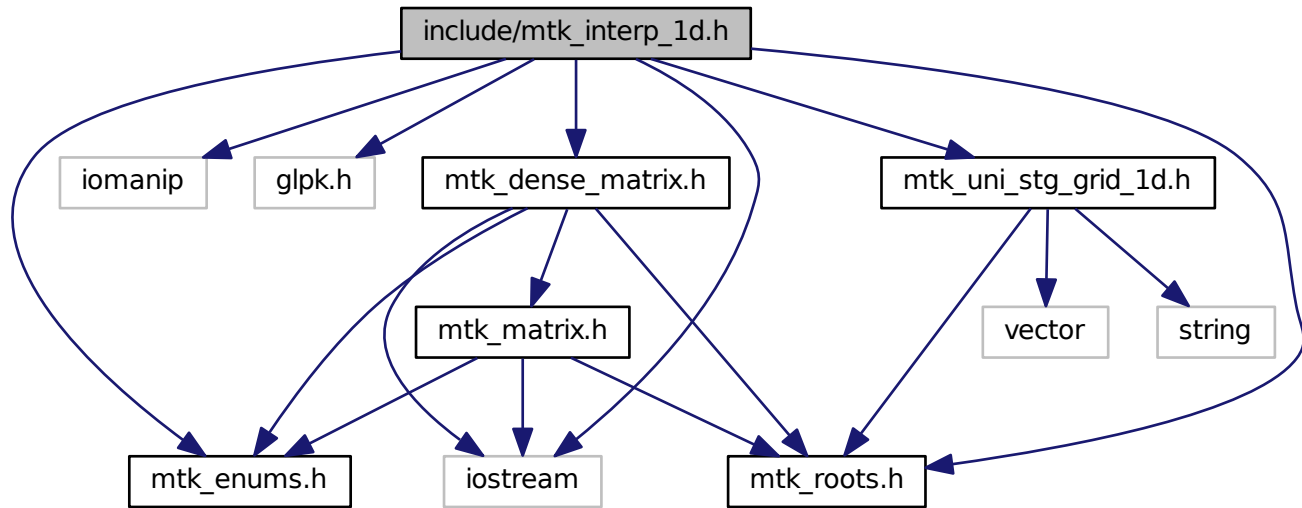 include/mtk_interp_1d.h
iomanip
glpk.h
mtk_dense_matrix.h
mtk_uni_stg_grid_1d.h
mtk_matrix.h
vector
string
mtk_enums.h
iostream
mtk_roots.h